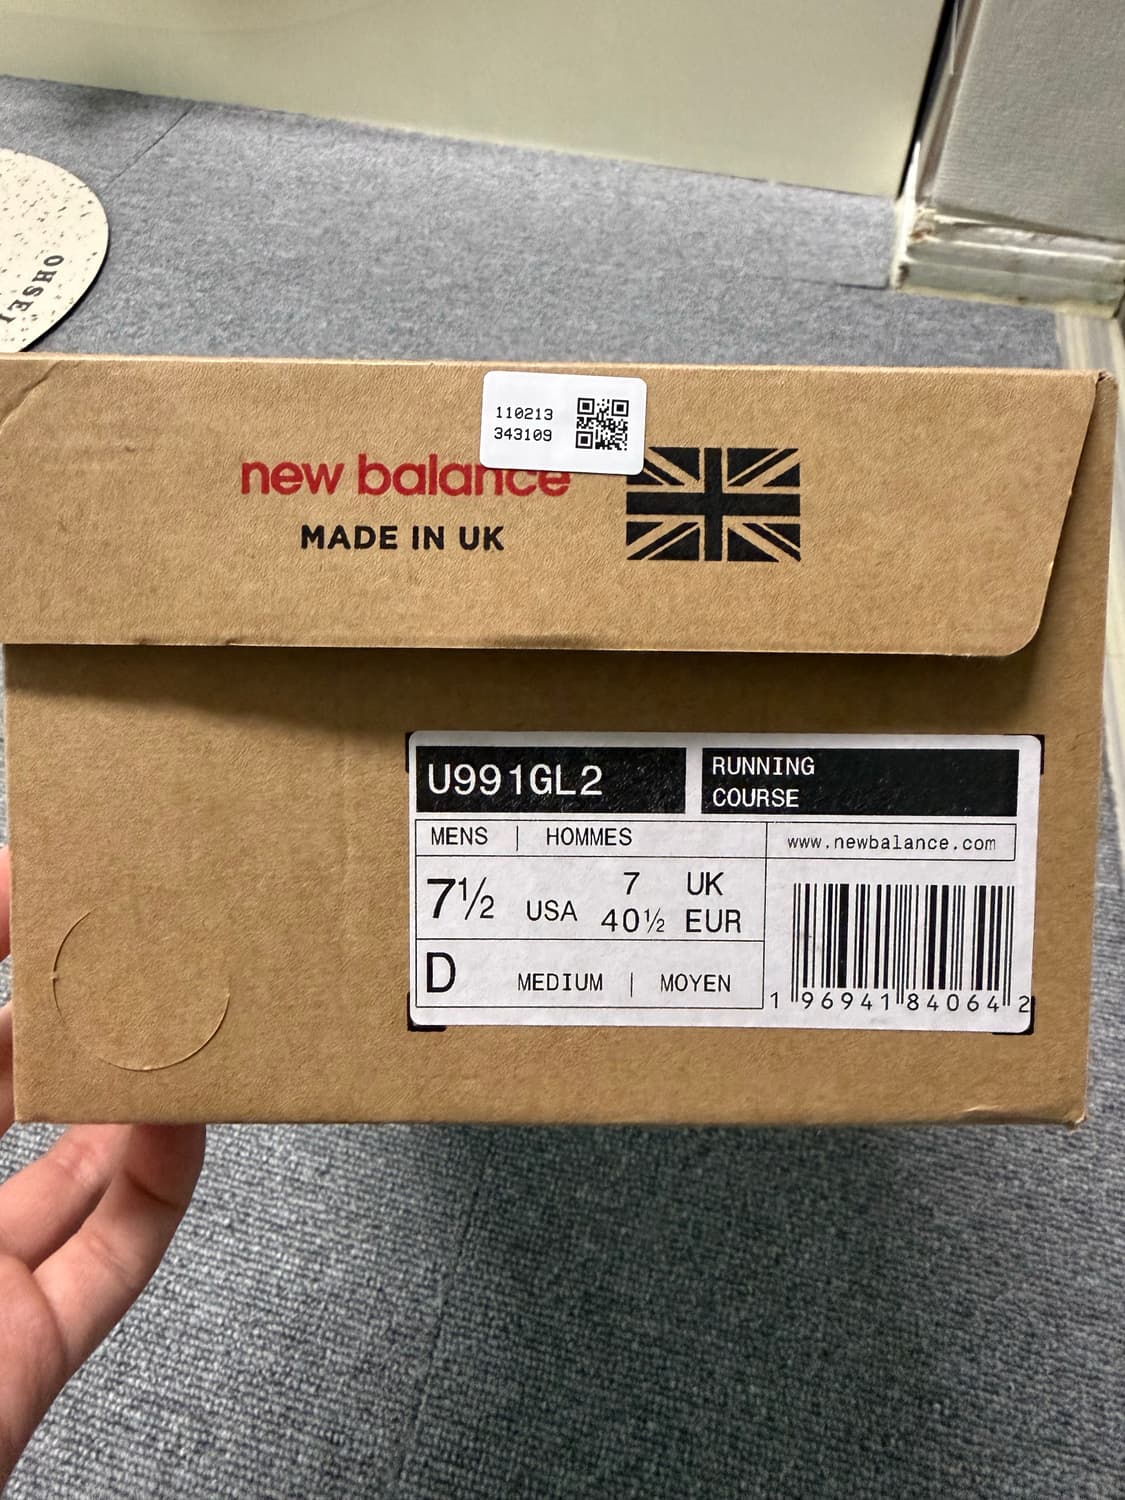 OHSEI
110213
343109
new balance
MADE IN UK
U991GL2
RUNNING
COURSE
MENS | HOMMES
www.newbalance.com
7½ USA
7 UK
40½ EUR
D MEDIUM | MOYEN
1 96941 84064 2